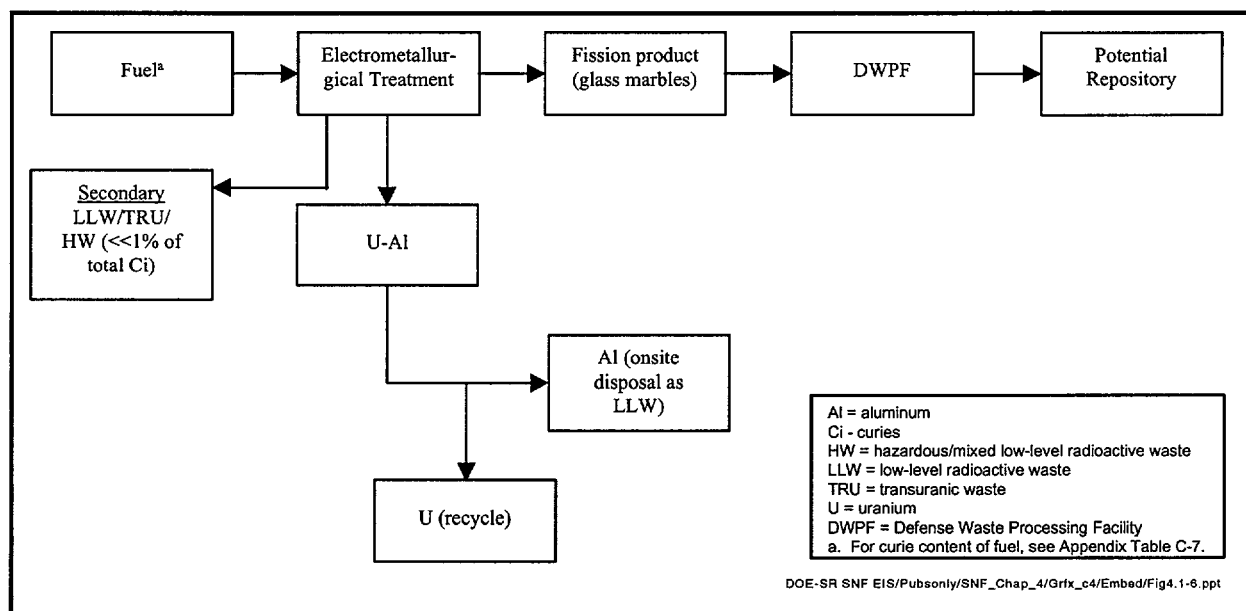 Fuelª
Electrometallur-
gical Treatment
Fission product
(glass marbles)
DWPF
Potential
Repository
Secondary
LLW/TRU/
HW (<<1% of
total Ci)
U-Al
Al (onsite
disposal as
LLW)
U (recycle)
Al = aluminum
Ci - curies
HW = hazardous/mixed low-level radioactive waste
LLW = low-level radioactive waste
TRU = transuranic waste
U = uranium
DWPF = Defense Waste Processing Facility
a. For curie content of fuel, see Appendix Table C-7.
DOE-SR SNF EIS/Pubsonly/SNF_Chap_4/Grfx_c4/Embed/Fig4.1-6.ppt